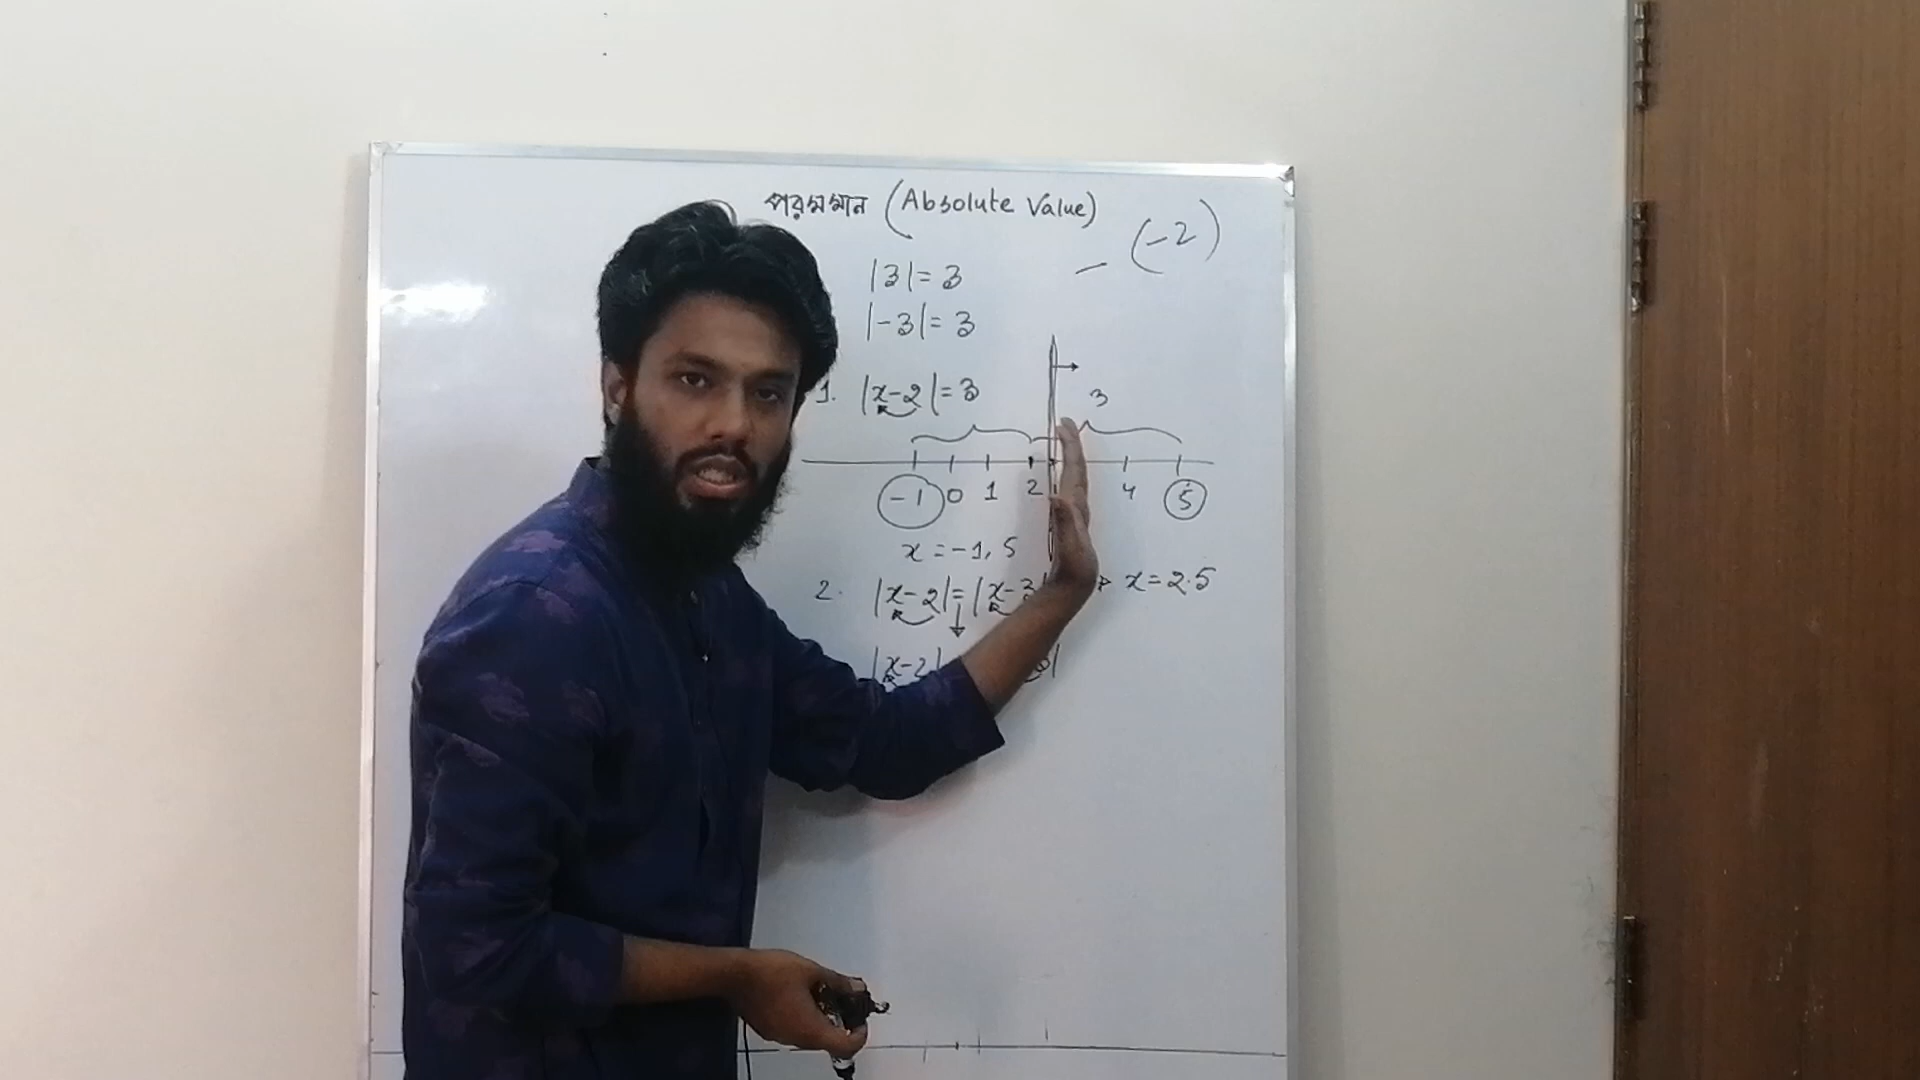 পরমমান (Absolute Value)
- (-2)
|3| = 3
|-3| = 3
1. |x-2| = 3
3
-1 0 1 2 4 5
x = -1, 5
2. |x-2| = |x-3| x = 2.5
|x-2|